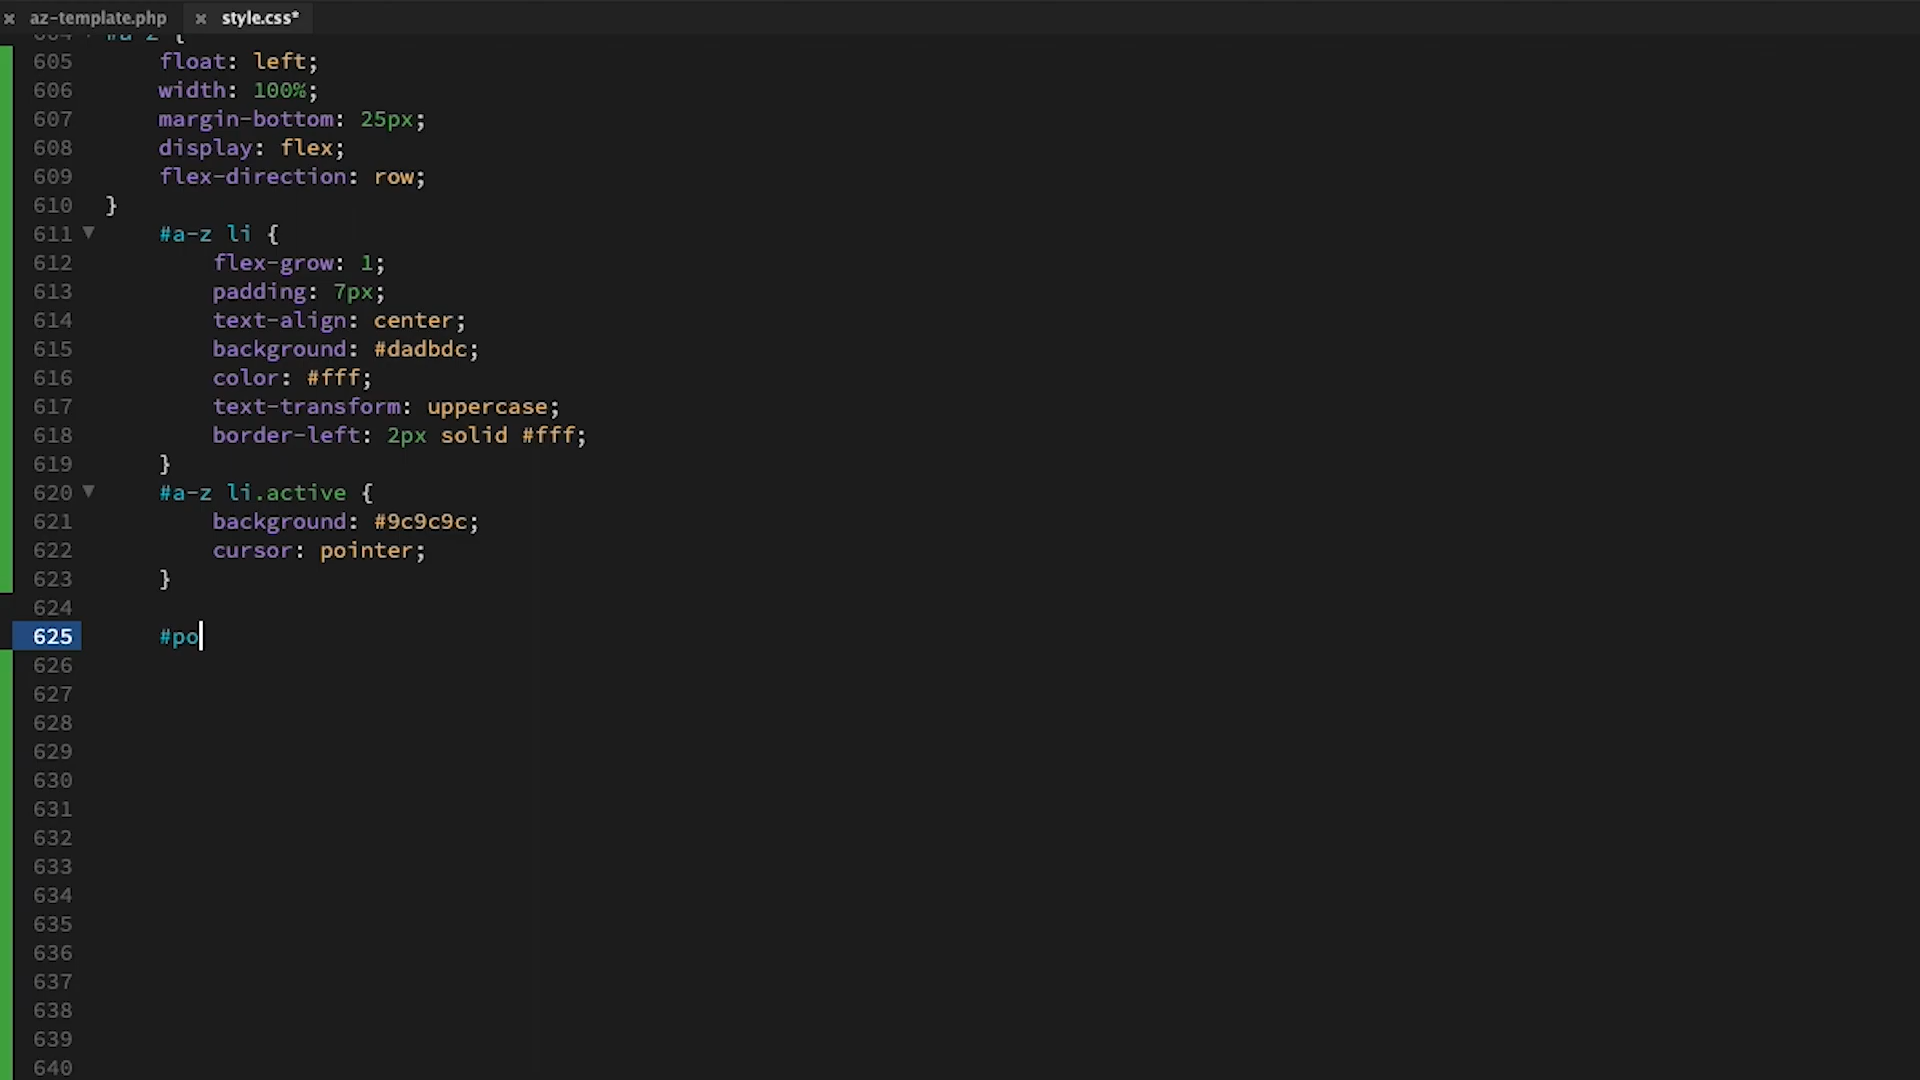 × az-template.php × style.css*
604 ▼ #a-z {
605 float: left;
606 width: 100%;
607 margin-bottom: 25px;
608 display: flex;
609 flex-direction: row;
610 }
611 ▼ #a-z li {
612 flex-grow: 1;
613 padding: 7px;
614 text-align: center;
615 background: #dadbdc;
616 color: #fff;
617 text-transform: uppercase;
618 border-left: 2px solid #fff;
619 }
620 ▼ #a-z li.active {
621 background: #9c9c9c;
622 cursor: pointer;
623 }
624
625 #po
626
627
628
629
630
631
632
633
634
635
636
637
638
639
640